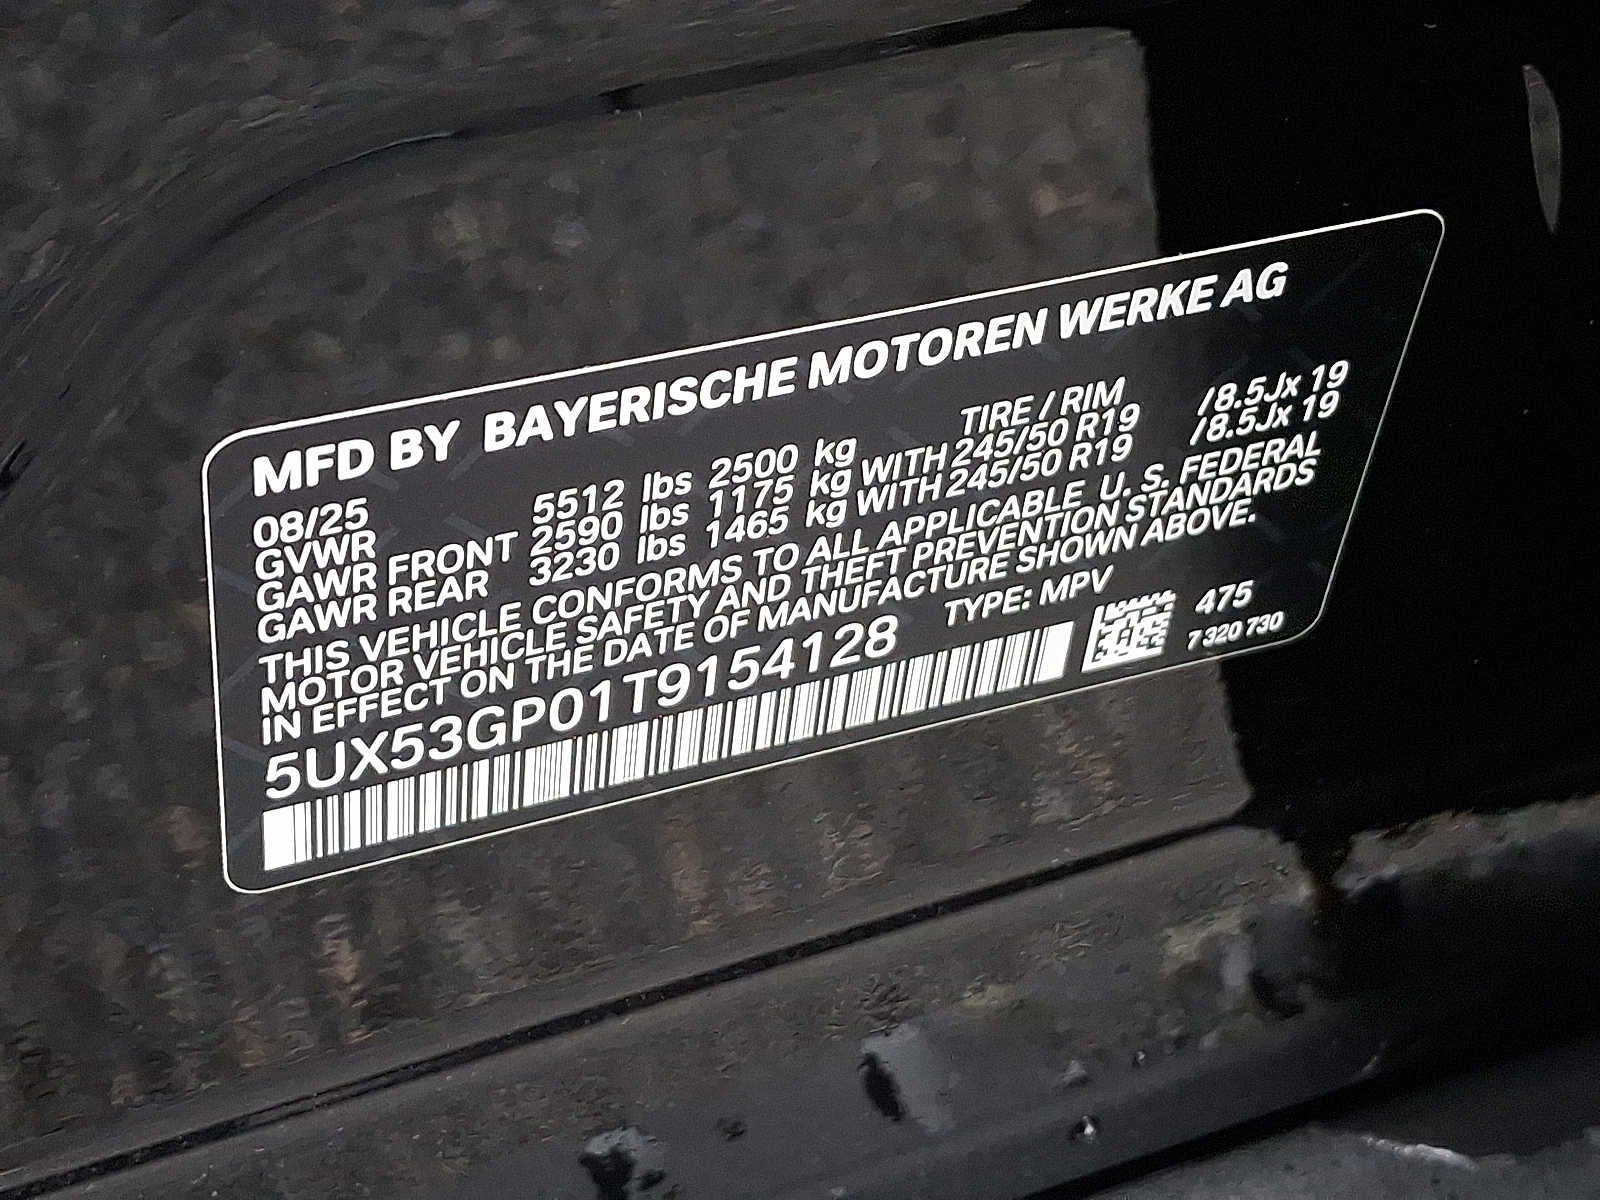 MFD BY BAYERISCHE MOTOREN WERKE AG
08/25 TIRE / RIM
GVWR 5512 lbs 2500 kg
GAWR FRONT 2590 lbs 1175 kg WITH 245/50 R19 /8.5Jx 19
GAWR REAR 3230 lbs 1465 kg WITH 245/50 R19 /8.5Jx 19
THIS VEHICLE CONFORMS TO ALL APPLICABLE U. S. FEDERAL
MOTOR VEHICLE SAFETY AND THEFT PREVENTION STANDARDS
IN EFFECT ON THE DATE OF MANUFACTURE SHOWN ABOVE.
5UX53GP01T9154128 TYPE: MPV
475
7 320 730